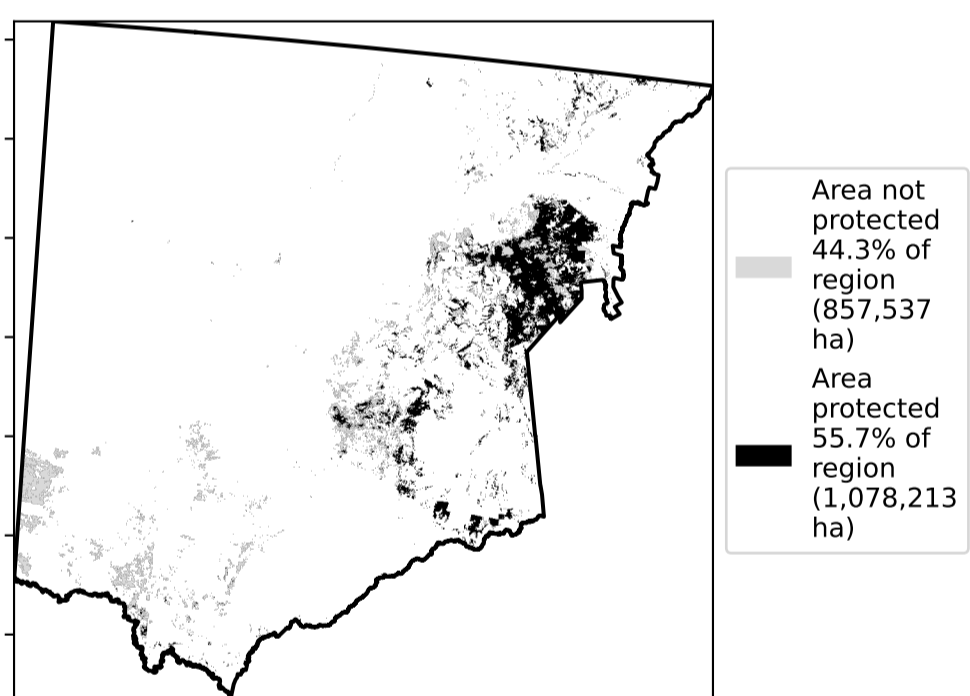 Area not
protected
44.3% of
region
(857,537
ha)
Area
protected
55.7% of
region
(1,078,213
ha)